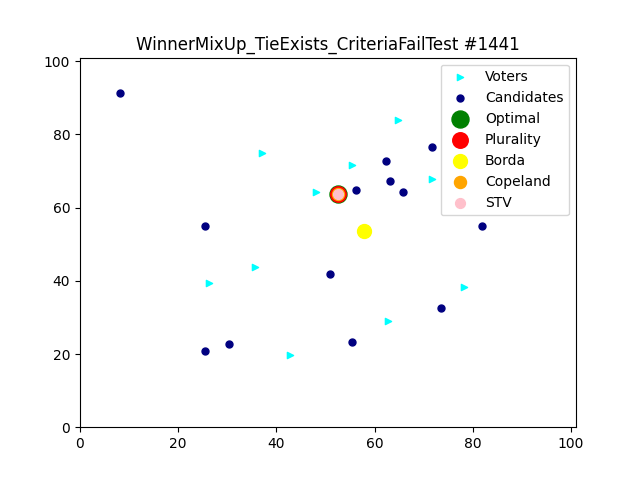 WinnerMixUp_TieExists_CriteriaFailTest #1441
Voters
Candidates
Optimal
Plurality
Borda
Copeland
STV
100
80
60
40
20
0
0 20 40 60 80 100